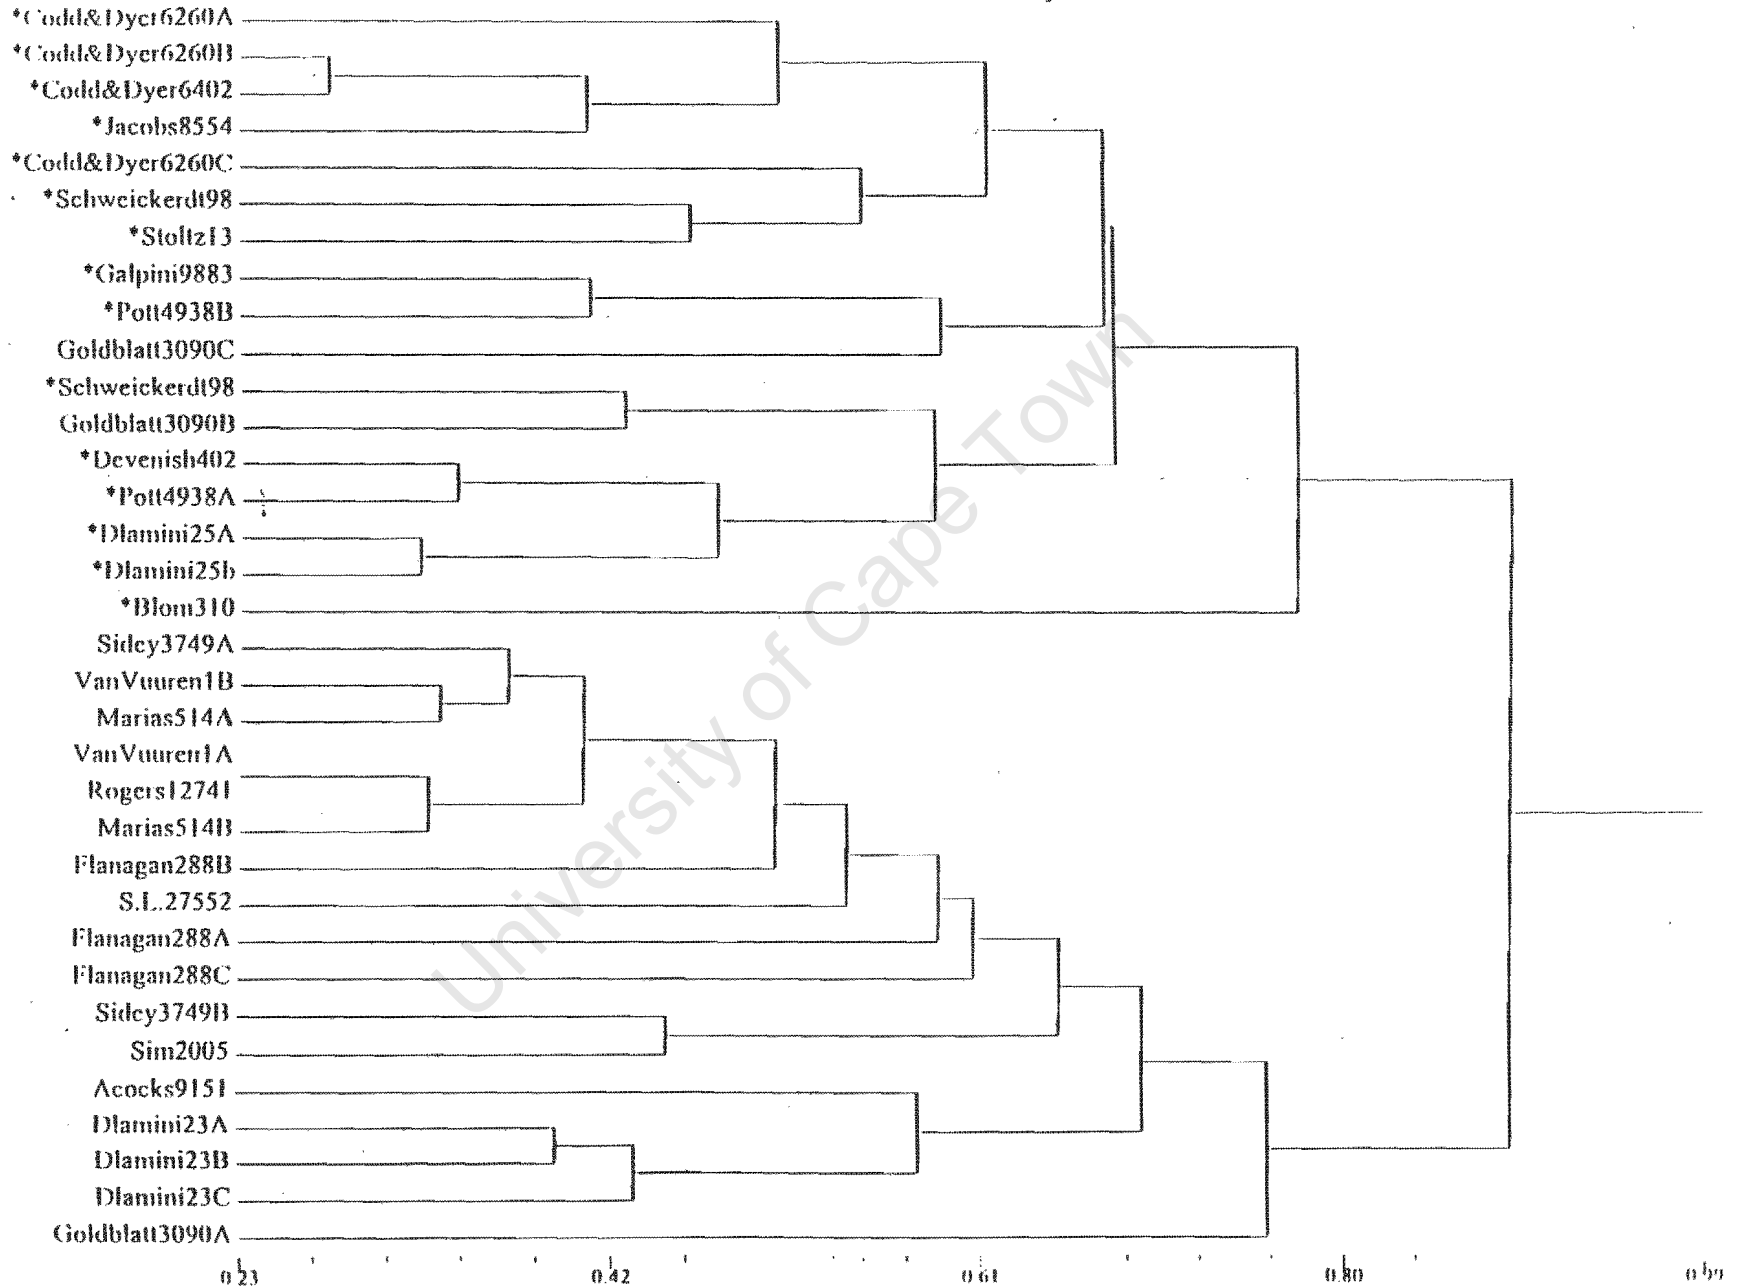 *Codd&Dyer6260A
*Codd&Dyer6260B
*Codd&Dyer6402
*Jacobs8554
*Codd&Dyer6260C
*Schweickerdt98
*Stoltz13
*Galpini9883
*Pott4938B
Goldblatt3090C
*Schweickerdt98
Goldblatt3090B
*Devenish402
*Pott4938A
*Dlamini25A
*Dlamini25b
*Blom310
Sidey3749A
VanVuuren1B
Marias514A
VanVuuren1A
Rogers12741
Marias514B
Flanagan288B
S.L.27552
Flanagan288A
Flanagan288C
Sidey3749B
Sim2005
Acocks9151
Dlamini23A
Dlamini23B
Dlamini23C
Goldblatt3090A
0.23 0.42 0.61 0.80
University of Cape Town